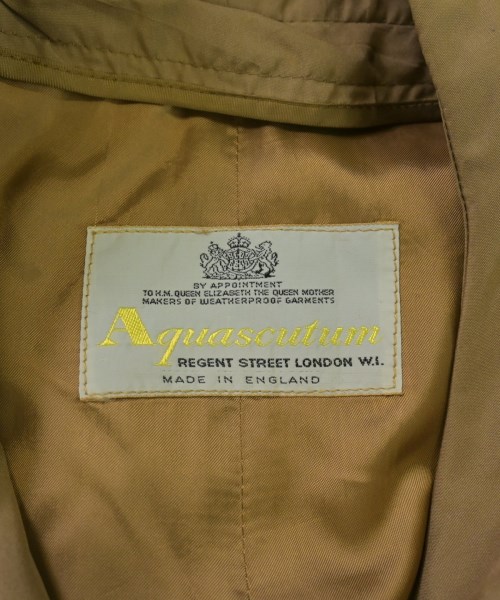 BY APPOINTMENT
TO H.M. QUEEN ELIZABETH THE QUEEN MOTHER
MAKERS OF WEATHERPROOF GARMENTS
Aquascutum
REGENT STREET LONDON W.1.
MADE IN ENGLAND